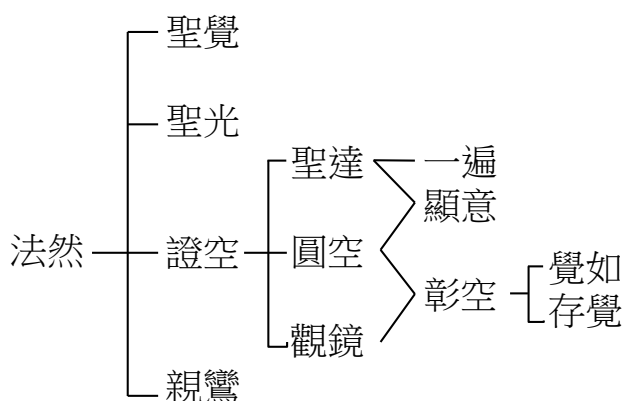 聖覺
聖光
聖達
一遍
顯意
法然
證空
圓空
彰空
覺如
存覺
觀鏡
親鸞